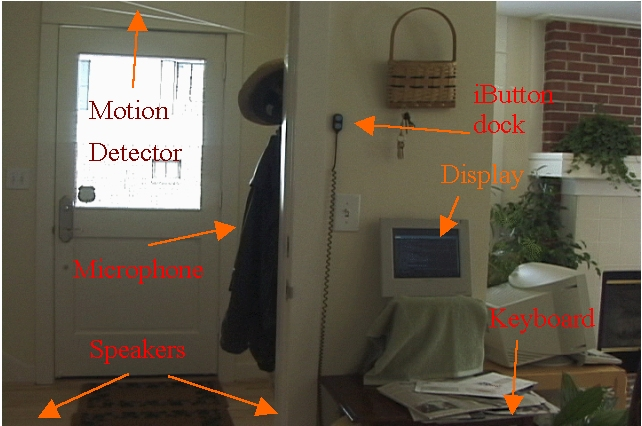 Motion
Detector
iButton
dock
Display
Microphone
Keyboard
Speakers